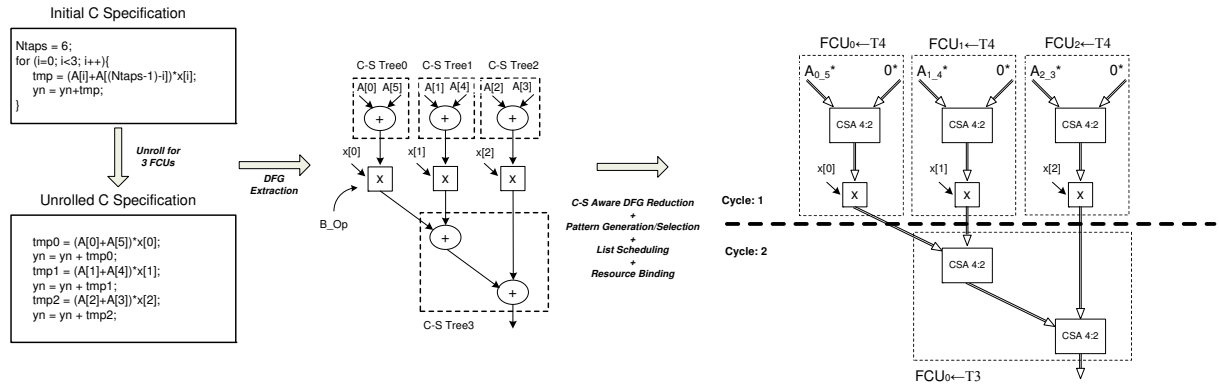 Initial C Specification
Ntaps = 6;
for (i=0; i<3; i++){
tmp = (A[i]+A[(Ntaps-1)-i])*x[i];
yn = yn+tmp;
}
Unroll for
3 FCUs
Unrolled C Specification
tmp0 = (A[0]+A[5])*x[0];
yn = yn + tmp0;
tmp1 = (A[1]+A[4])*x[1];
yn = yn + tmp1;
tmp2 = (A[2]+A[3])*x[2];
yn = yn + tmp2;
DFG
Extraction
C-S Tree0 C-S Tree1 C-S Tree2
A[0] A[5] A[1] A[4] A[2] A[3]
+ + +
x[0] x[1] x[2]
x x x
B_Op
+
+
C-S Tree3
C-S Aware DFG Reduction
+
Pattern Generation/Selection
+
List Scheduling
+
Resource Binding
FCU0←T4 FCU1←T4 FCU2←T4
A0_5* 0* A1_4* 0* A2_3* 0*
CSA 4:2 CSA 4:2 CSA 4:2
x[0] x[1] x[2]
x x x
Cycle: 1
Cycle: 2
CSA 4:2
CSA 4:2
FCU0←T3